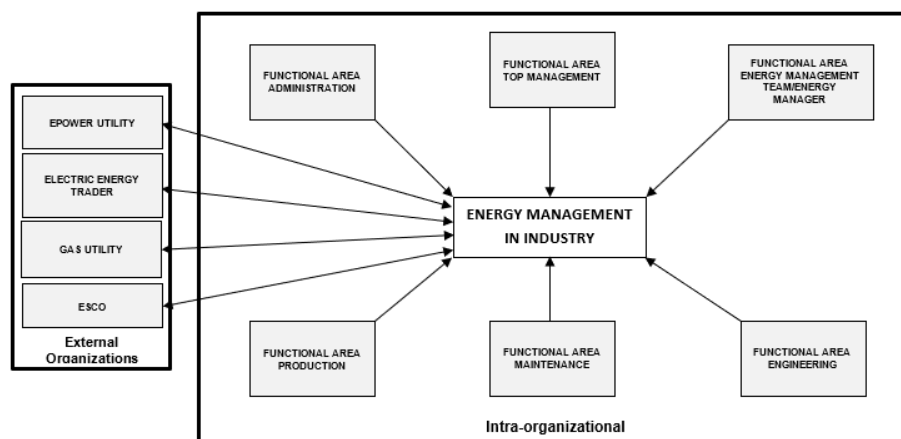 EPOWER UTILITY
ELECTRIC ENERGY
TRADER
GAS UTILITY
ESCO
External
Organizations
FUNCTIONAL AREA
ADMINISTRATION
FUNCTIONAL AREA
TOP MANAGEMENT
FUNCTIONAL AREA
ENERGY MANAGEMENT
TEAM/ENERGY
MANAGER
ENERGY MANAGEMENT
IN INDUSTRY
FUNCTIONAL AREA
PRODUCTION
FUNCTIONAL AREA
MAINTENANCE
FUNCTIONAL AREA
ENGINEERING
Intra-organizational